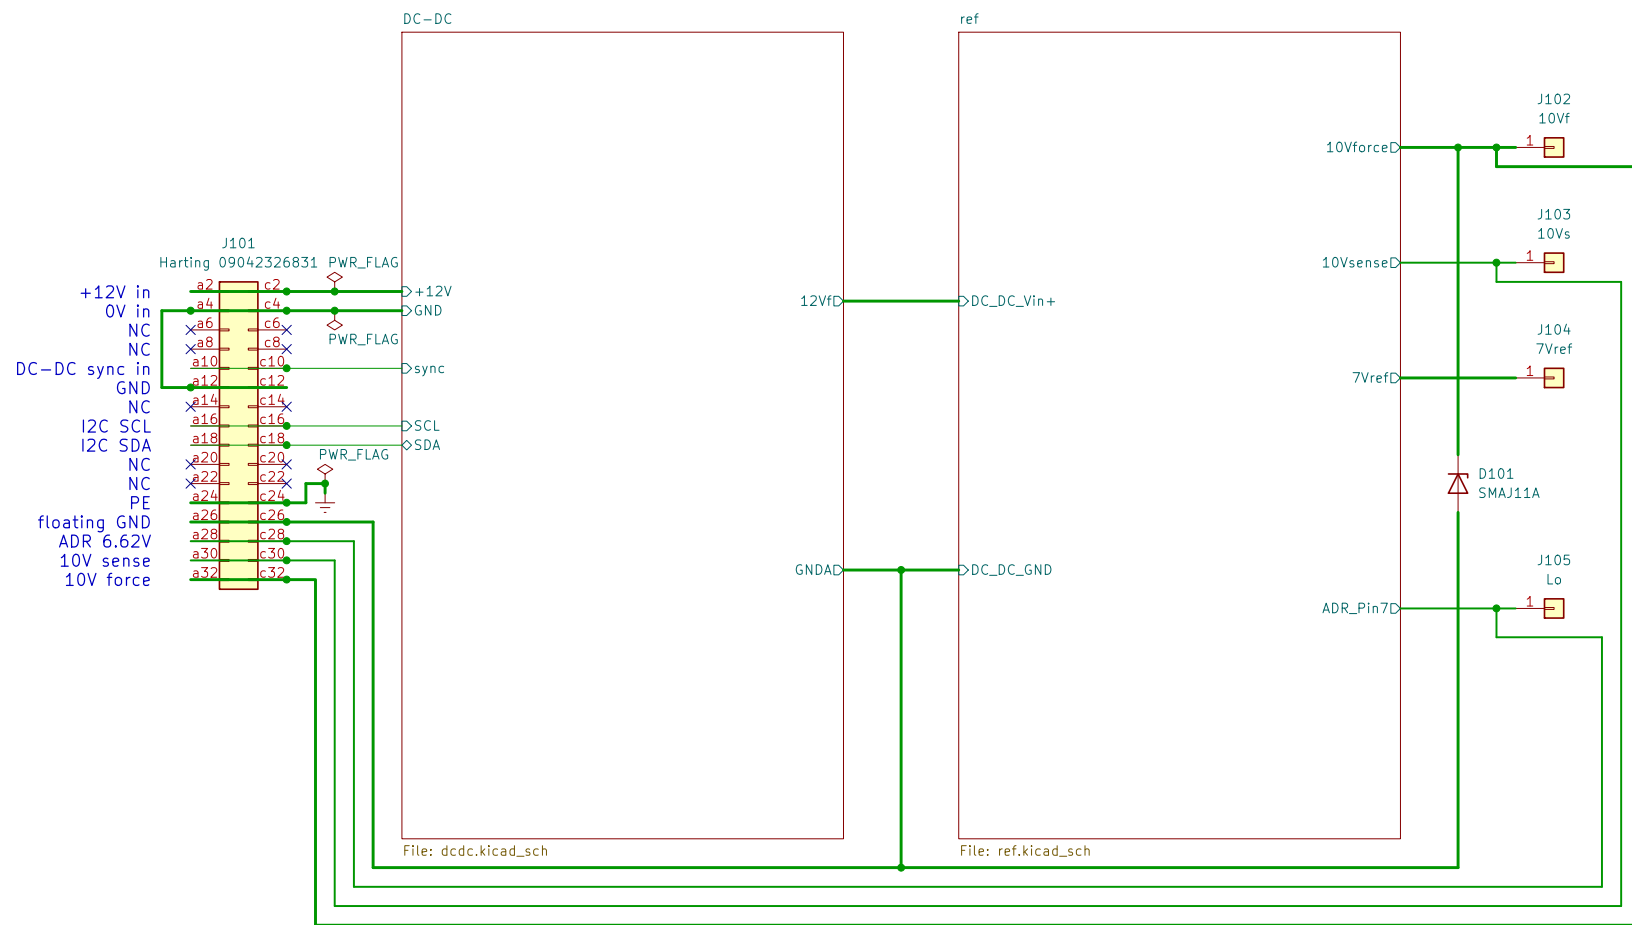 DC-DC
ref
J102
10Vf
10Vforce
1
J103
10Vs
10Vsense
1
J101
Harting 09042326831
PWR_FLAG
+12V in
a2
c2
+12V
0V in
a4
c4
GND
PWR_FLAG
12Vf
DC_DC_Vin+
NC
a6
c6
NC
a8
c8
J104
7Vref
7Vref
1
DC-DC sync in
a10
c10
sync
GND
a12
c12
NC
a14
c14
I2C SCL
a16
c16
SCL
I2C SDA
a18
c18
SDA
PWR_FLAG
NC
a20
c20
NC
a22
c22
D101
SMAJ11A
PE
a24
c24
floating GND
a26
c26
ADR 6.62V
a28
c28
10V sense
a30
c30
10V force
a32
c32
GNDA
DC_DC_GND
J105
Lo
ADR_Pin7
1
File: dcdc.kicad_sch
File: ref.kicad_sch